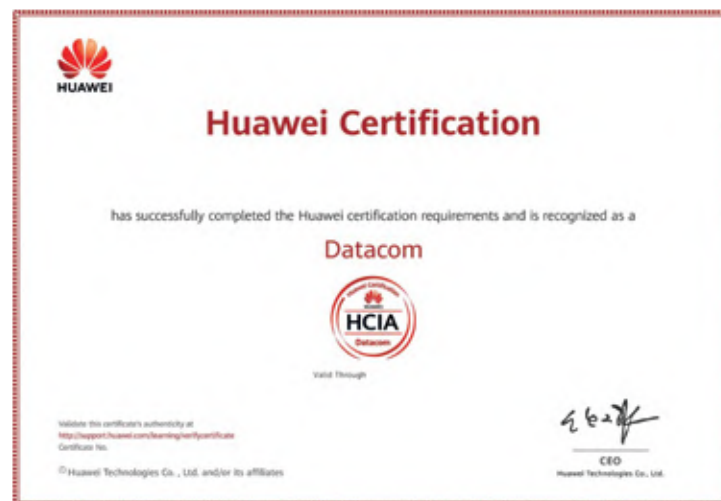 HUAWEI
Huawei Certification
has successfully completed the Huawei certification requirements and is recognized as a
Datacom
Huawei Certification
HUAWEI
HCIA
Datacom
Valid Through
Validate this certificate's authenticity at
http://support.huawei.com/learning/verifycertificate
Certificate No.
© Huawei Technologies Co. , Ltd. and/or its affiliates
CEO
Huawei Technologies Co., Ltd.